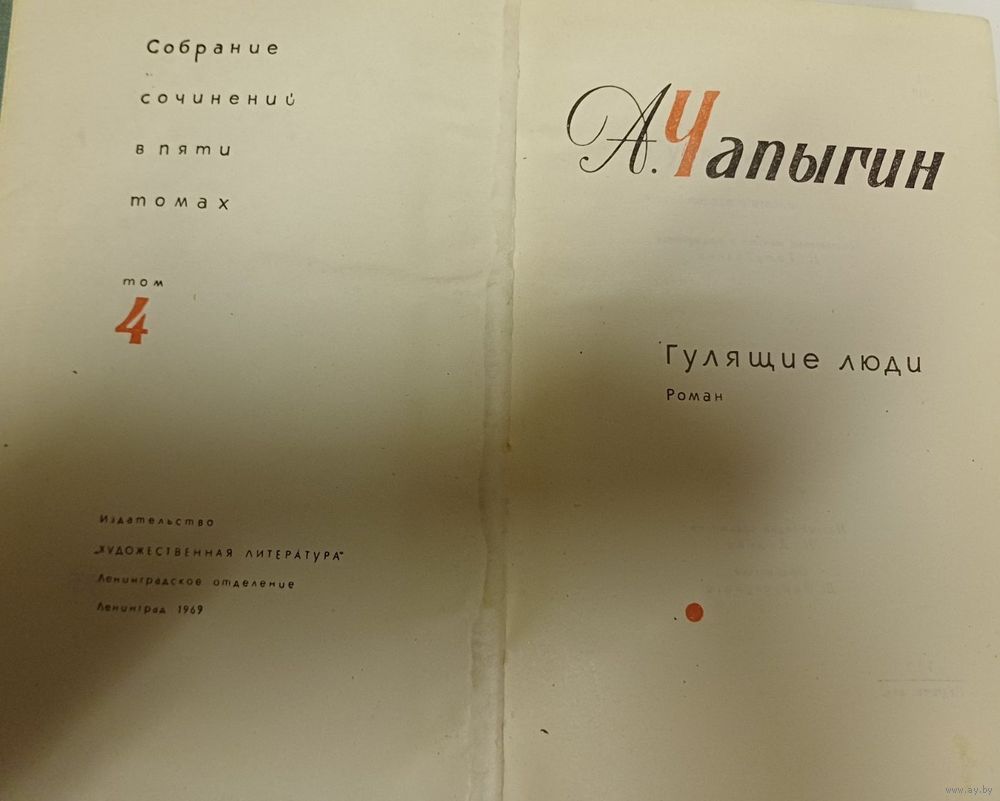 Собрание
сочинений
в пяти
томах
том
4
Издательство
„ХУДОЖЕСТВЕННАЯ ЛИТЕРАТУРА“
Ленинградское отделение
Ленинград 1969
А. Чапыгин
Гулящие люди
Роман
www.ay.by